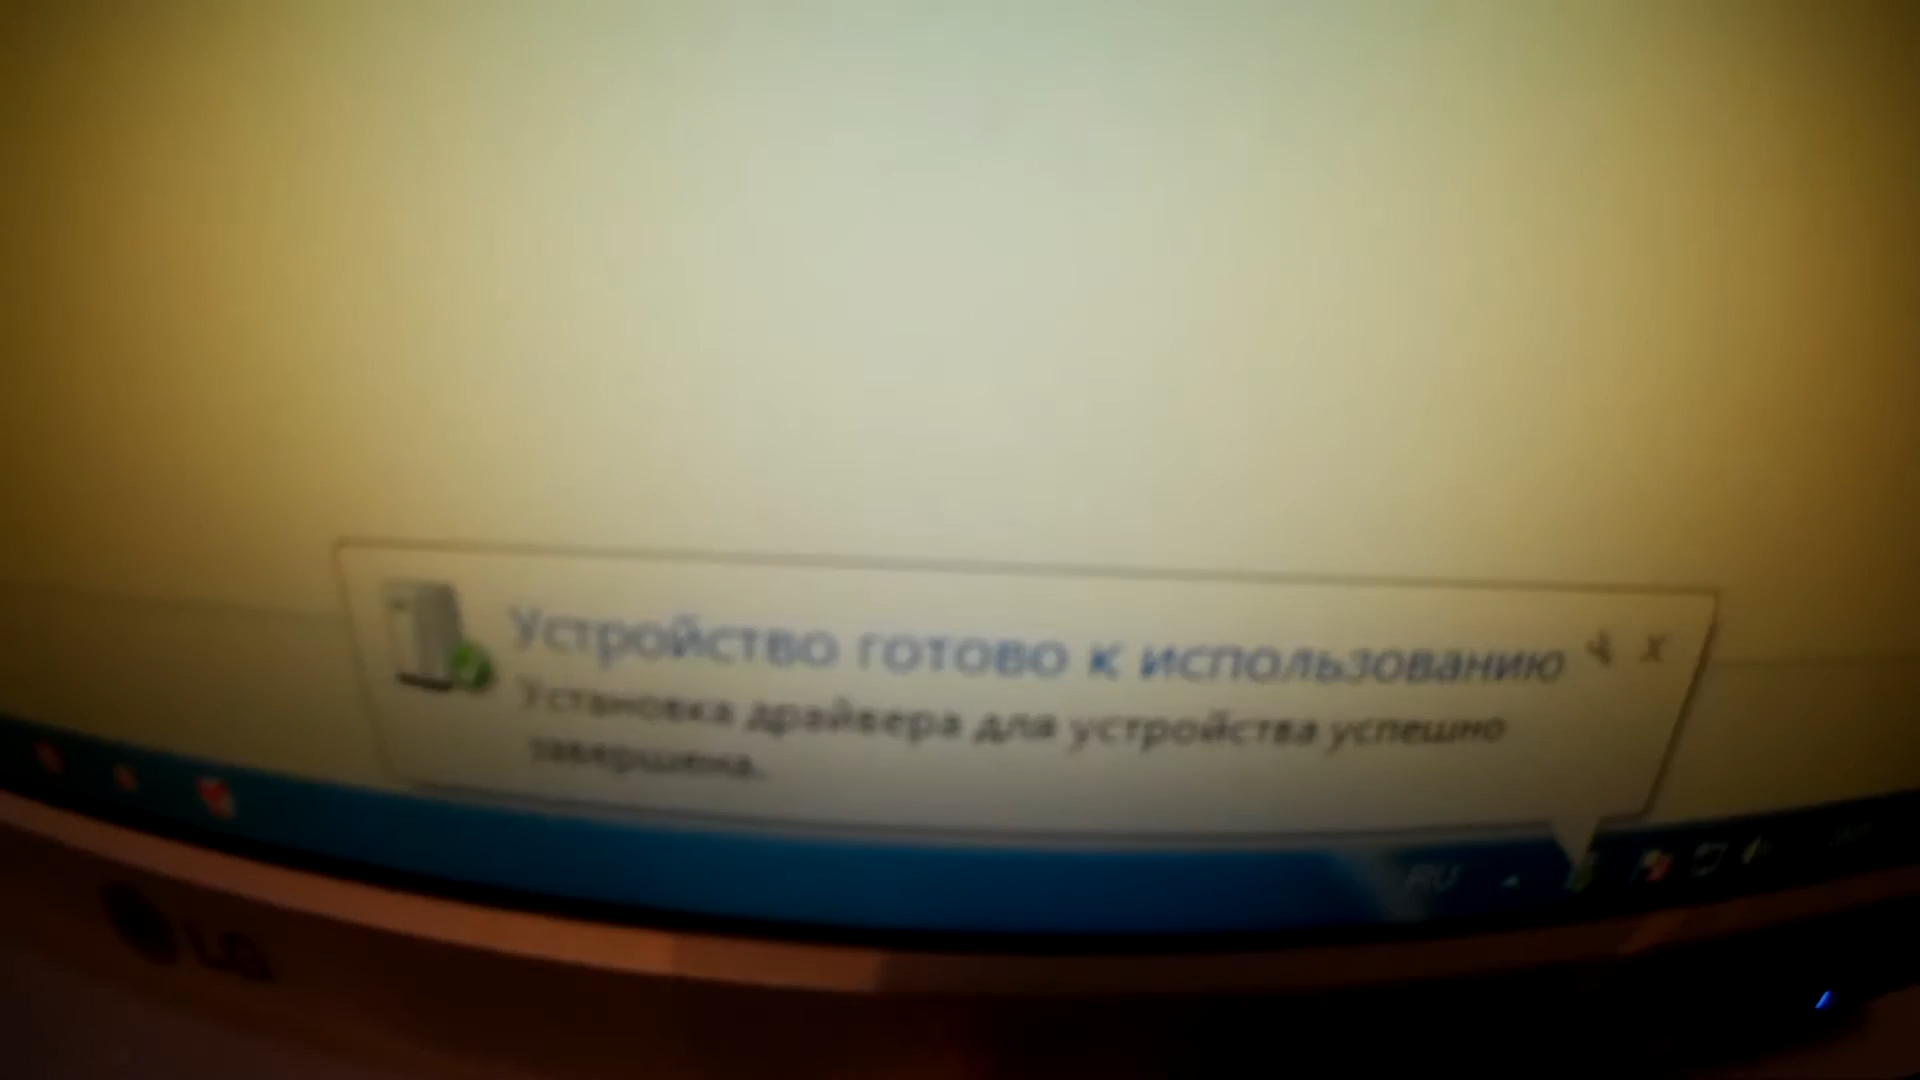 Устройство готово к использованию
Установка драйвера для устройства успешно
завершена.
RU
LG